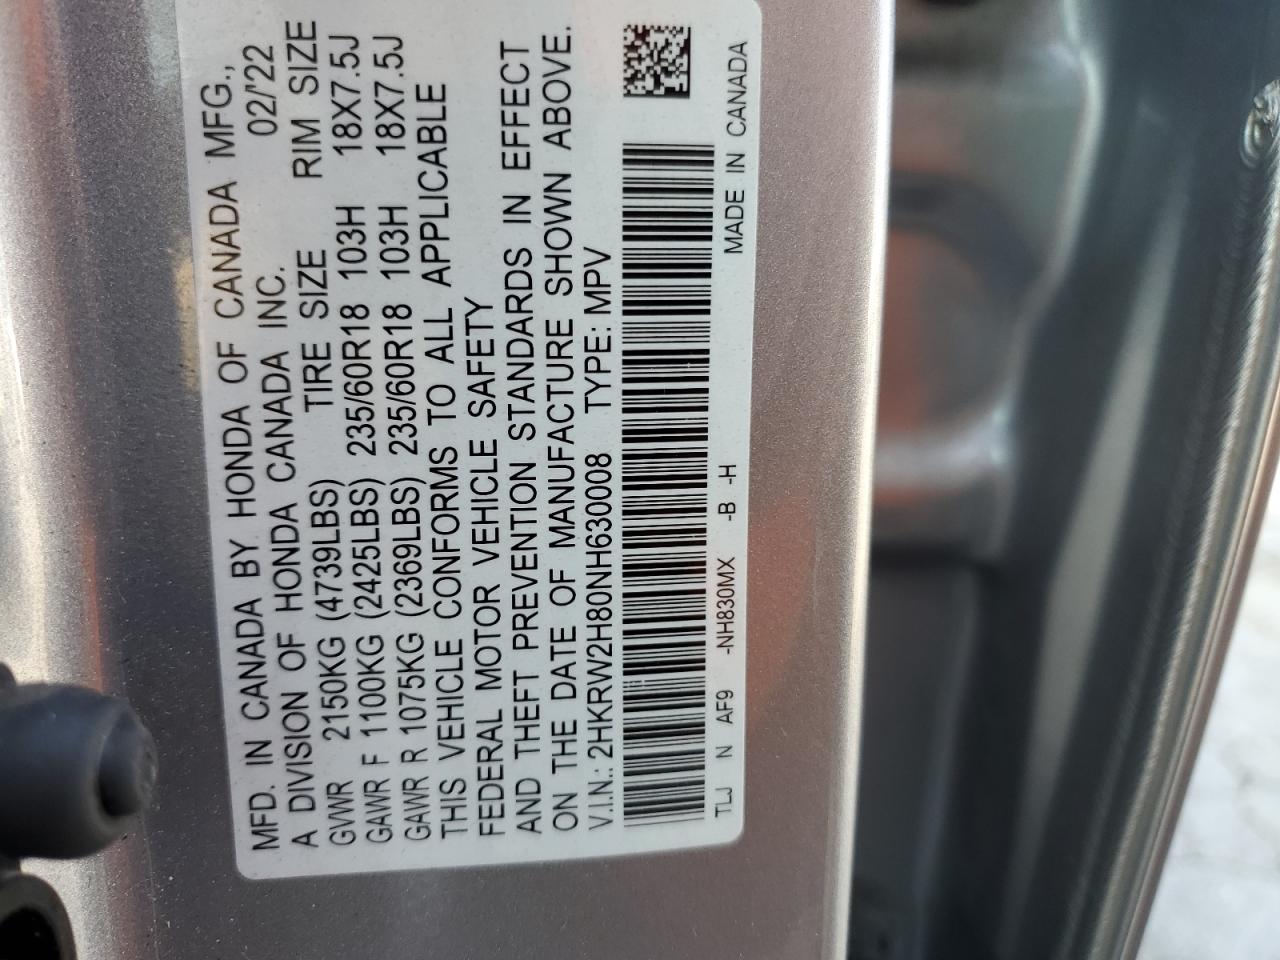 MFD. IN CANADA BY HONDA OF CANADA MFG.,
A DIVISION OF HONDA CANADA INC. 02/'22
GVWR 2150KG (4739LBS) TIRE SIZE RIM SIZE
GAWR F 1100KG (2425LBS) 235/60R18 103H 18X7.5J
GAWR R 1075KG (2369LBS) 235/60R18 103H 18X7.5J
THIS VEHICLE CONFORMS TO ALL APPLICABLE
FEDERAL MOTOR VEHICLE SAFETY
AND THEFT PREVENTION STANDARDS IN EFFECT
ON THE DATE OF MANUFACTURE SHOWN ABOVE.
V.I.N.: 2HKRW2H80NH630008 TYPE: MPV
TLJ N AF9 -NH830MX -B -H MADE IN CANADA